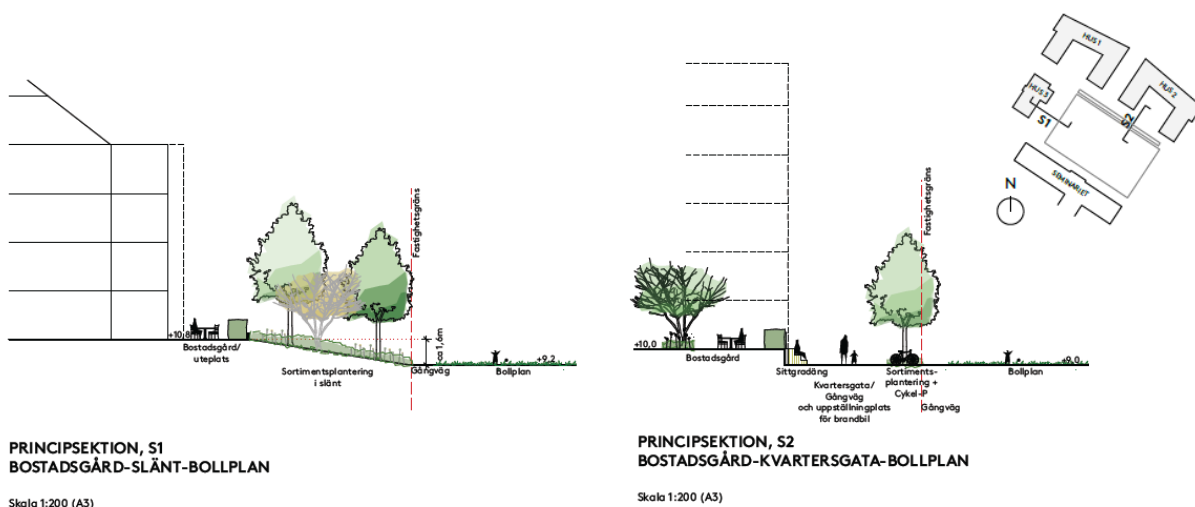 Fastighetsgräns
+10,8
Bostadsgård/
uteplats
Sortimentsplantering
i slänt
ca 1,6m
Gångväg
+9,2
Bollplan
PRINCIPSEKTION, S1
BOSTADSGÅRD-SLÄNT-BOLLPLAN
Skala 1:200 (A3)
Fastighetsgräns
+10,0
Bostadsgård
Sittgradäng
Kvartersgata/
Gångväg
och uppställningplats
för brandbil
Sortiments-
plantering +
Cykel-P
Gångväg
+9,0
Bollplan
PRINCIPSEKTION, S2
BOSTADSGÅRD-KVARTERSGATA-BOLLPLAN
Skala 1:200 (A3)
HUS 1
HUS 2
HUS 3
S1
S2
SEMINARIET
N